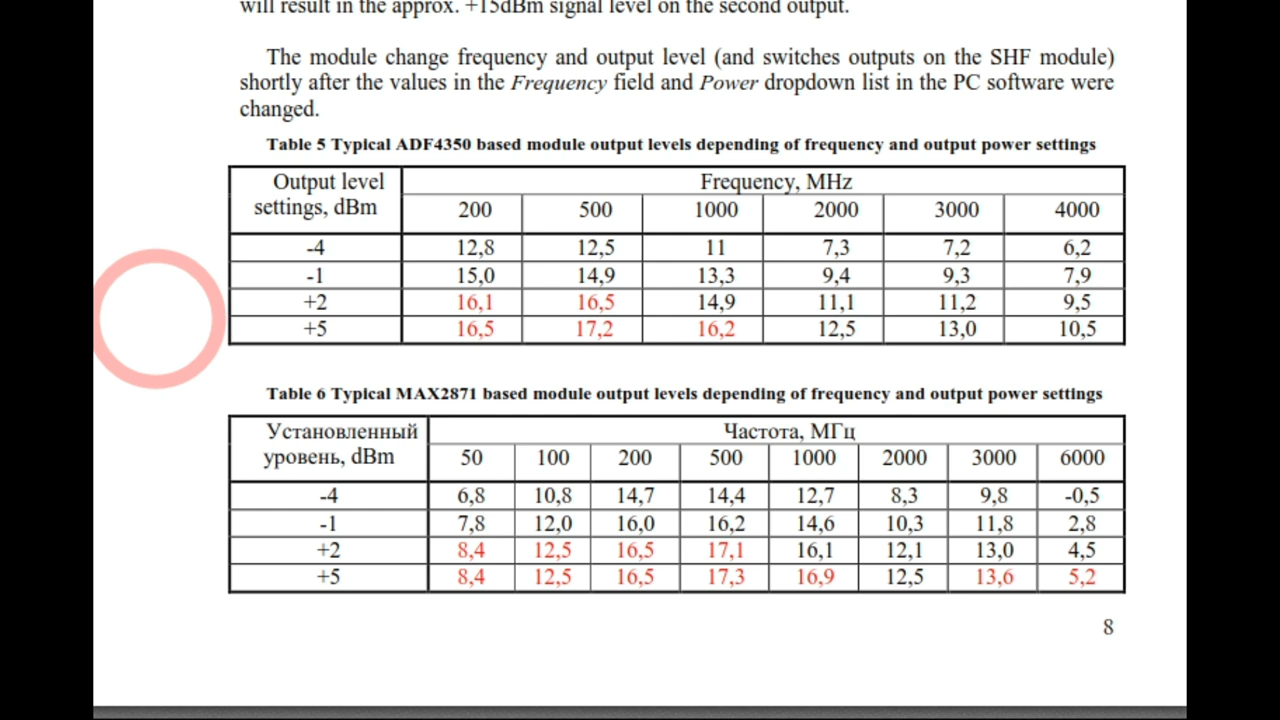 will result in the approx. +15dBm signal level on the second output.
The module change frequency and output level (and switches outputs on the SHF module)
shortly after the values in the Frequency field and Power dropdown list in the PC software were
changed.
Table 5 Typical ADF4350 based module output levels depending of frequency and output power settings
Output level settings, dBm Frequency, MHz
200 500 1000 2000 3000 4000
-4 12,8 12,5 11 7,3 7,2 6,2
-1 15,0 14,9 13,3 9,4 9,3 7,9
+2 16,1 16,5 14,9 11,1 11,2 9,5
+5 16,5 17,2 16,2 12,5 13,0 10,5
Table 6 Typical MAX2871 based module output levels depending of frequency and output power settings
Установленный уровень, dBm Частота, МГц
50 100 200 500 1000 2000 3000 6000
-4 6,8 10,8 14,7 14,4 12,7 8,3 9,8 -0,5
-1 7,8 12,0 16,0 16,2 14,6 10,3 11,8 2,8
+2 8,4 12,5 16,5 17,1 16,1 12,1 13,0 4,5
+5 8,4 12,5 16,5 17,3 16,9 12,5 13,6 5,2
8